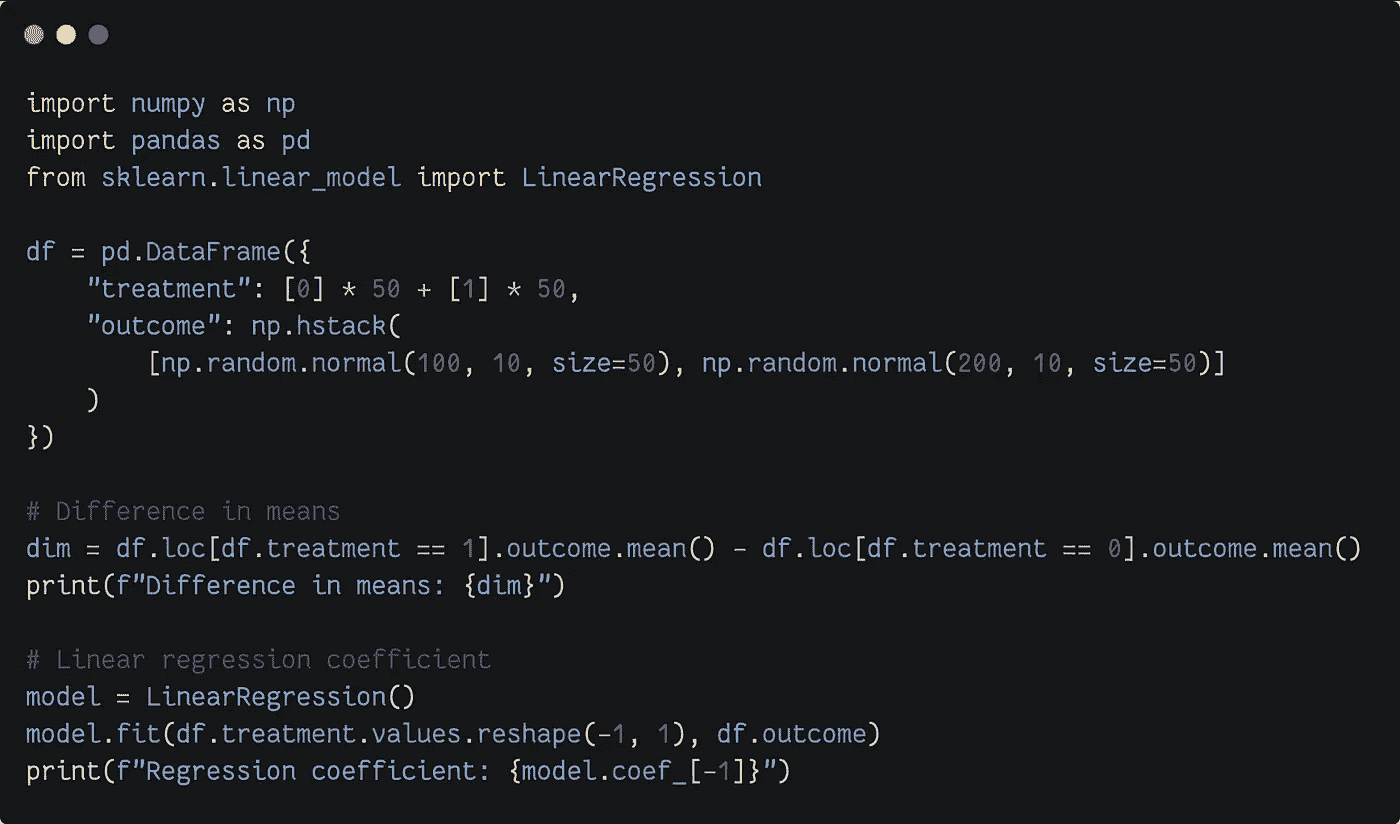 import numpy as np
import pandas as pd
from sklearn.linear_model import LinearRegression

df = pd.DataFrame({
    "treatment": [0] * 50 + [1] * 50,
    "outcome": np.hstack(
        [np.random.normal(100, 10, size=50), np.random.normal(200, 10, size=50)]
    )
})

# Difference in means
dim = df.loc[df.treatment == 1].outcome.mean() - df.loc[df.treatment == 0].outcome.mean()
print(f"Difference in means: {dim}")

# Linear regression coefficient
model = LinearRegression()
model.fit(df.treatment.values.reshape(-1, 1), df.outcome)
print(f"Regression coefficient: {model.coef_[-1]}")